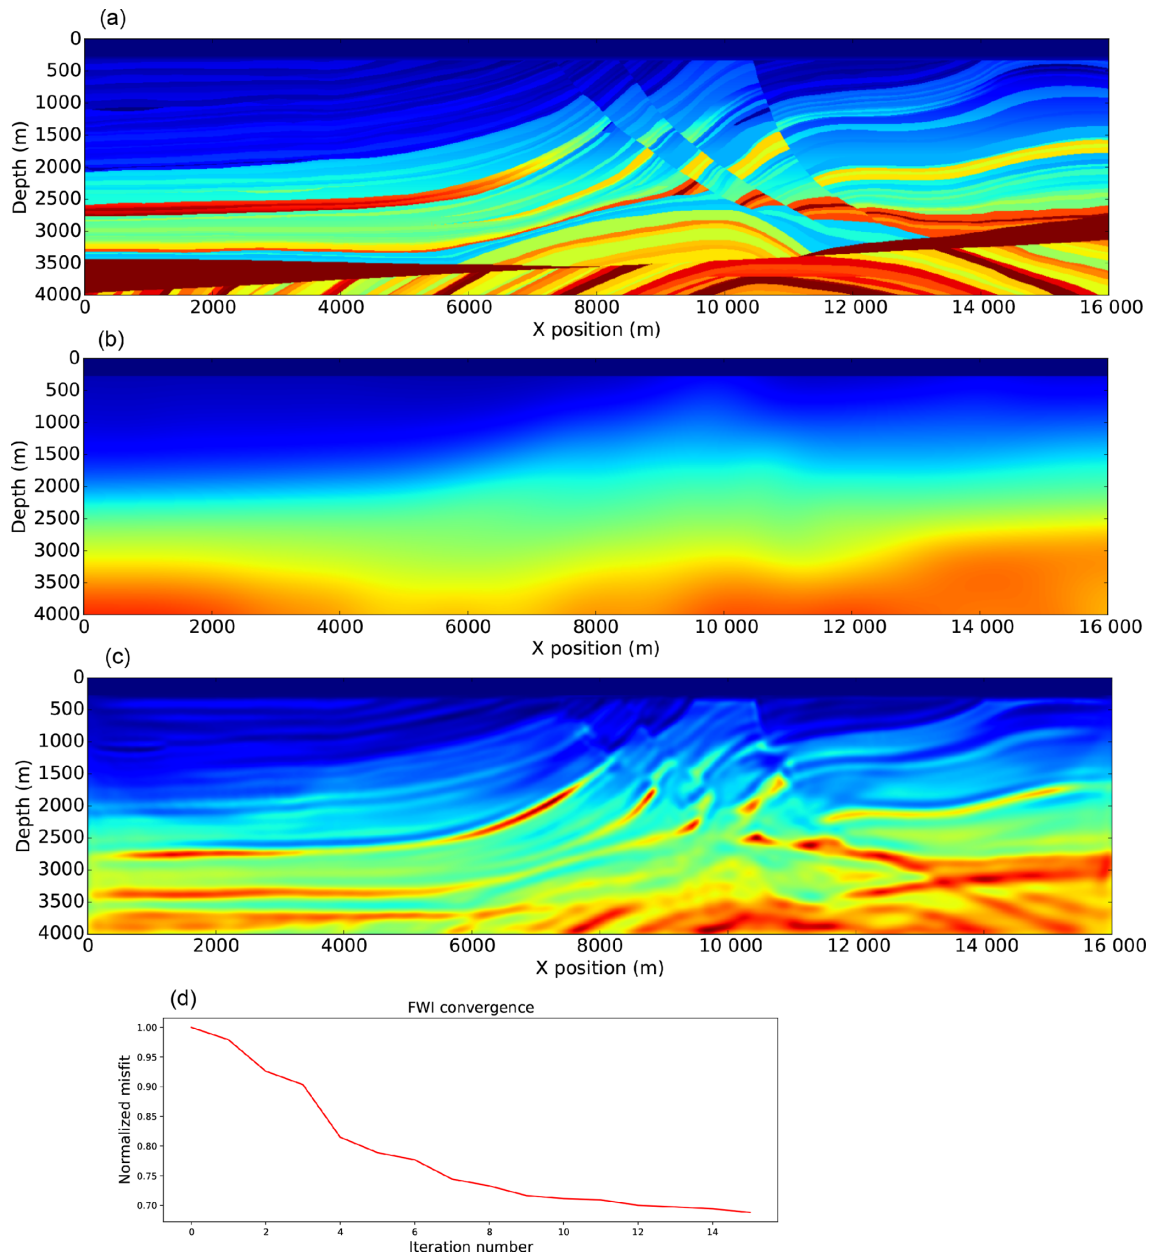 (a)
0
500
1000
1500
2000
2500
3000
3500
4000
Depth (m)
0 2000 4000 6000 8000 10 000 12 000 14 000 16 000
X position (m)
(b)
0
500
1000
1500
2000
2500
3000
3500
4000
Depth (m)
0 2000 4000 6000 8000 10 000 12 000 14 000 16 000
X position (m)
(c)
0
500
1000
1500
2000
2500
3000
3500
4000
Depth (m)
0 2000 4000 6000 8000 10 000 12 000 14 000 16 000
X position (m)
(d)
FWI convergence
1.00
0.95
0.90
0.85
0.80
0.75
0.70
Normalized misfit
0 2 4 6 8 10 12 14
Iteration number